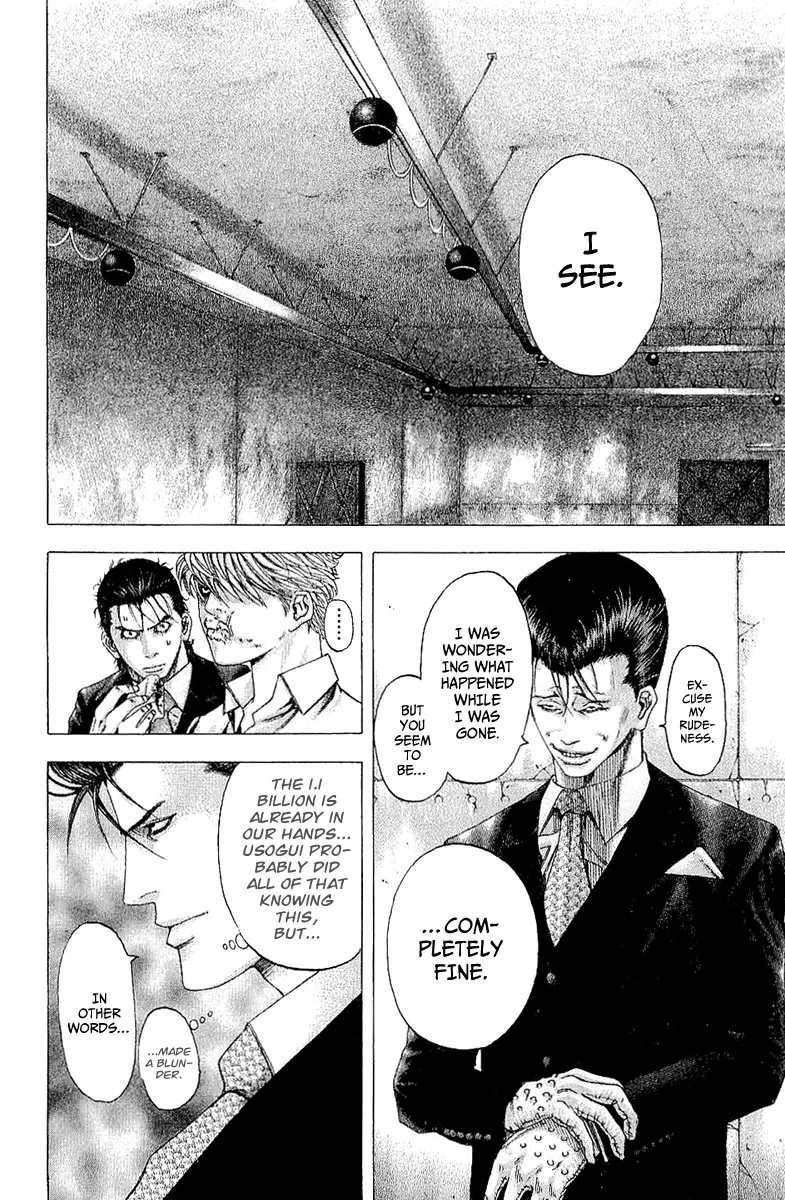 I
SEE.
EX-
CUSE
MY
RUDE-
NESS.
I WAS
WONDER-
ING WHAT
HAPPENED
WHILE
I WAS
GONE.
BUT
YOU
SEEM
TO
BE...
...COM-
PLETELY
FINE.
......
THE 1.1
BILLION IS
ALREADY IN
OUR HANDS...
USOGUI PRO-
BABLY DID
ALL OF THAT
KNOWING
THIS,
BUT...
...MADE
A BLUN-
DER.
IN
OTHER
WORDS...